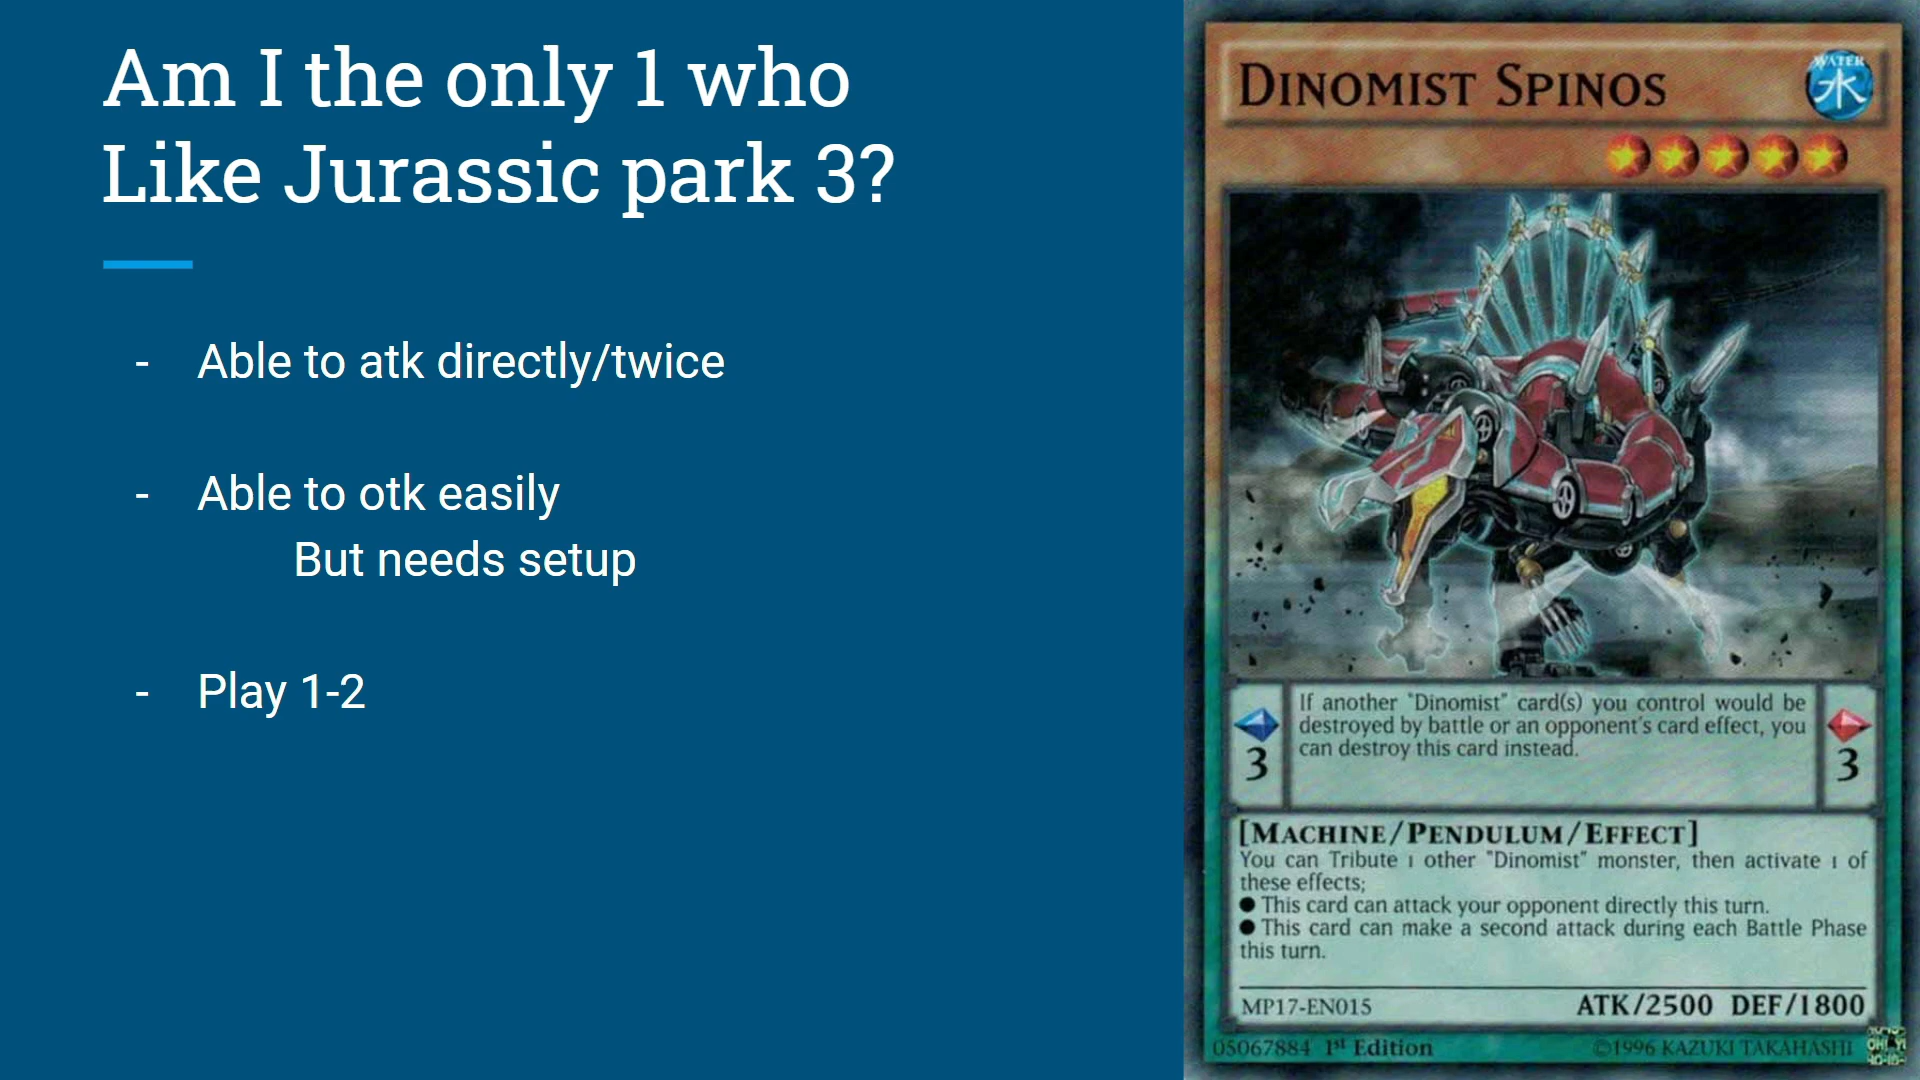 Am I the only 1 who
Like Jurassic park 3?
- Able to atk directly/twice
- Able to otk easily
But needs setup
- Play 1-2
DINOMIST SPINOS
WATER
水
If another "Dinomist" card(s) you control would be
destroyed by battle or an opponent's card effect, you
can destroy this card instead.
3
3
[MACHINE/PENDULUM/EFFECT]
You can Tribute 1 other "Dinomist" monster, then activate 1 of
these effects;
● This card can attack your opponent directly this turn.
● This card can make a second attack during each Battle Phase
this turn.
MP17-EN015
ATK/2500 DEF/1800
05067884 1st Edition
©1996 KAZUKI TAKAHASHI